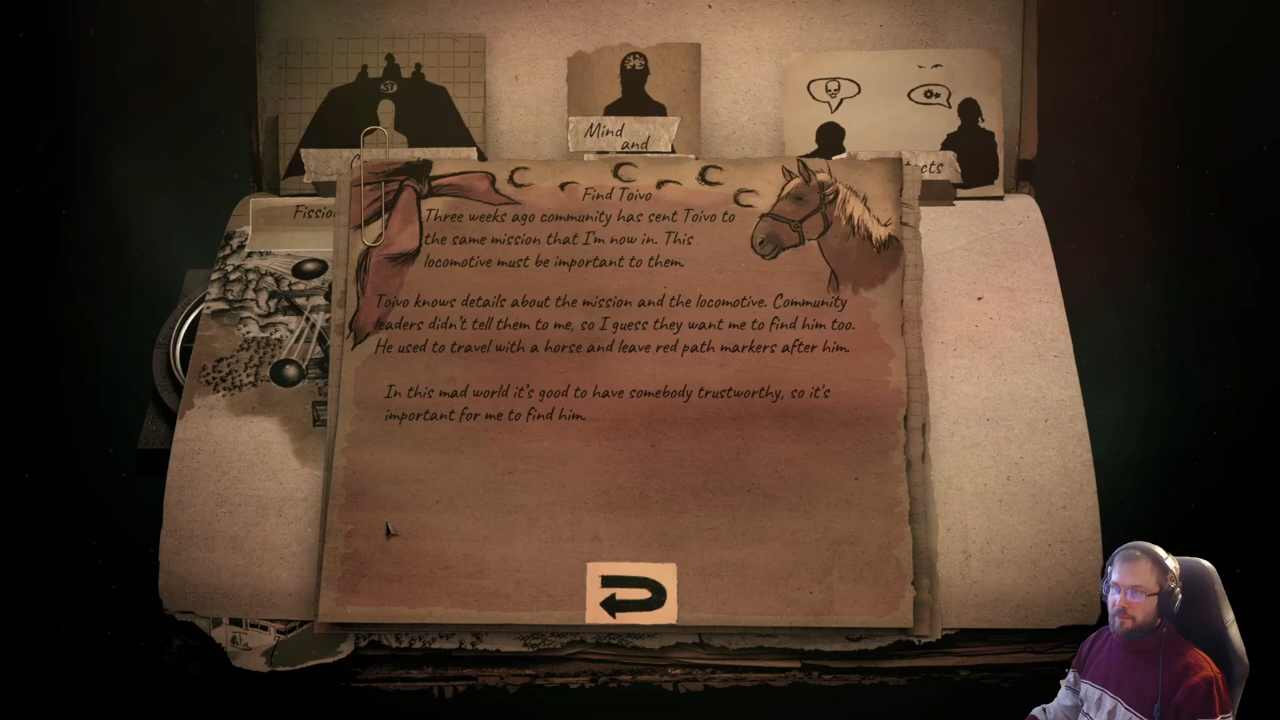 ST
Mind
and
cts
Fissio
Find Toivo
Three weeks ago community has sent Toivo to
the same mission that I'm now in. This
locomotive must be important to them.
Toivo knows details about the mission and the locomotive. Community
leaders didn't tell them to me, so I guess they want me to find him too.
He used to travel with a horse and leave red path markers after him.
In this mad world it's good to have somebody trustworthy, so it's
important for me to find him.